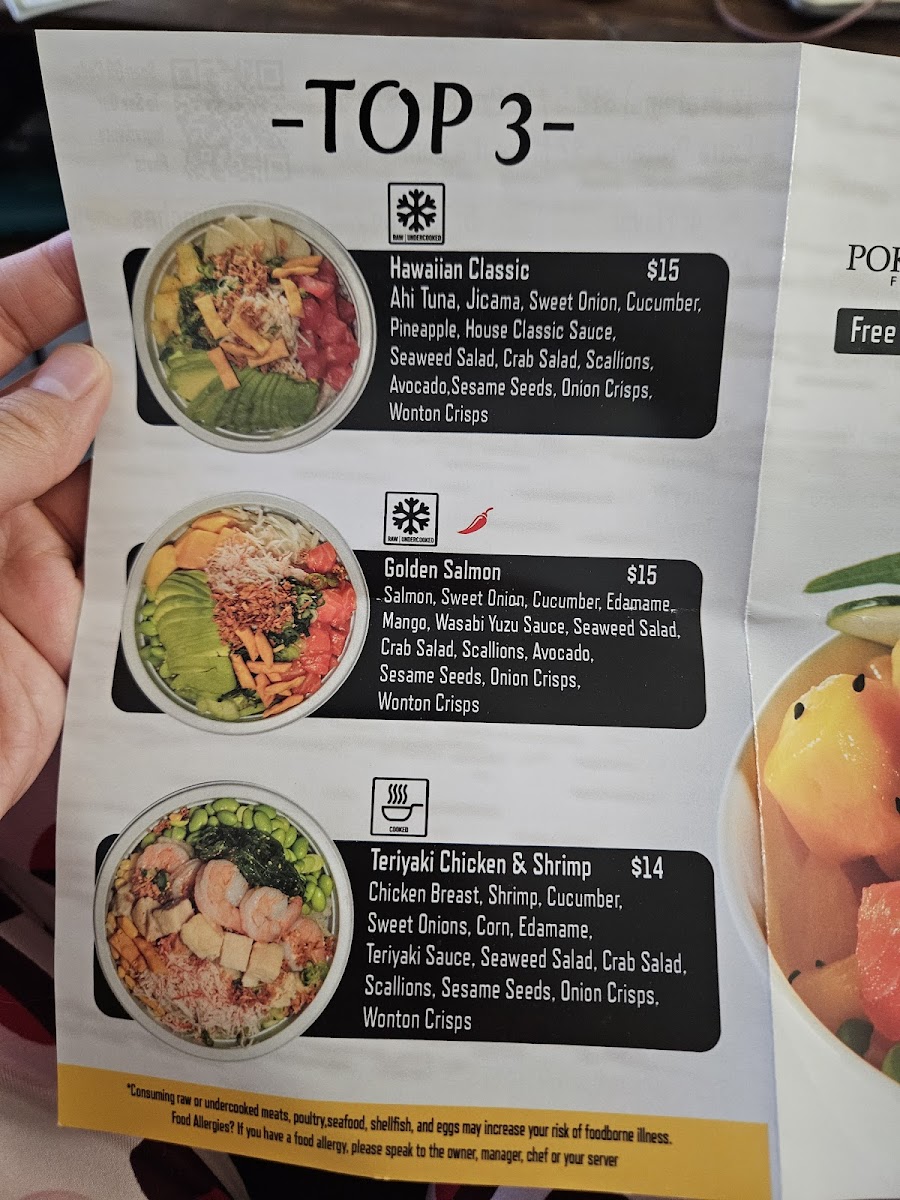 -TOP 3-
RAW | UNDERCOOKED
Hawaiian Classic $15
Ahi Tuna, Jicama, Sweet Onion, Cucumber,
Pineapple, House Classic Sauce,
Seaweed Salad, Crab Salad, Scallions,
Avocado,Sesame Seeds, Onion Crisps,
Wonton Crisps
RAW | UNDERCOOKED
Golden Salmon $15
Salmon, Sweet Onion, Cucumber, Edamame,
Mango, Wasabi Yuzu Sauce, Seaweed Salad,
Crab Salad, Scallions, Avocado,
Sesame Seeds, Onion Crisps,
Wonton Crisps
COOKED
Teriyaki Chicken & Shrimp $14
Chicken Breast, Shrimp, Cucumber,
Sweet Onions, Corn, Edamame,
Teriyaki Sauce, Seaweed Salad, Crab Salad,
Scallions, Sesame Seeds, Onion Crisps,
Wonton Crisps
*Consuming raw or undercooked meats, poultry,seafood, shellfish, and eggs may increase your risk of foodborne illness.
Food Allergies? If you have a food allergy, please speak to the owner, manager, chef or your server
Free